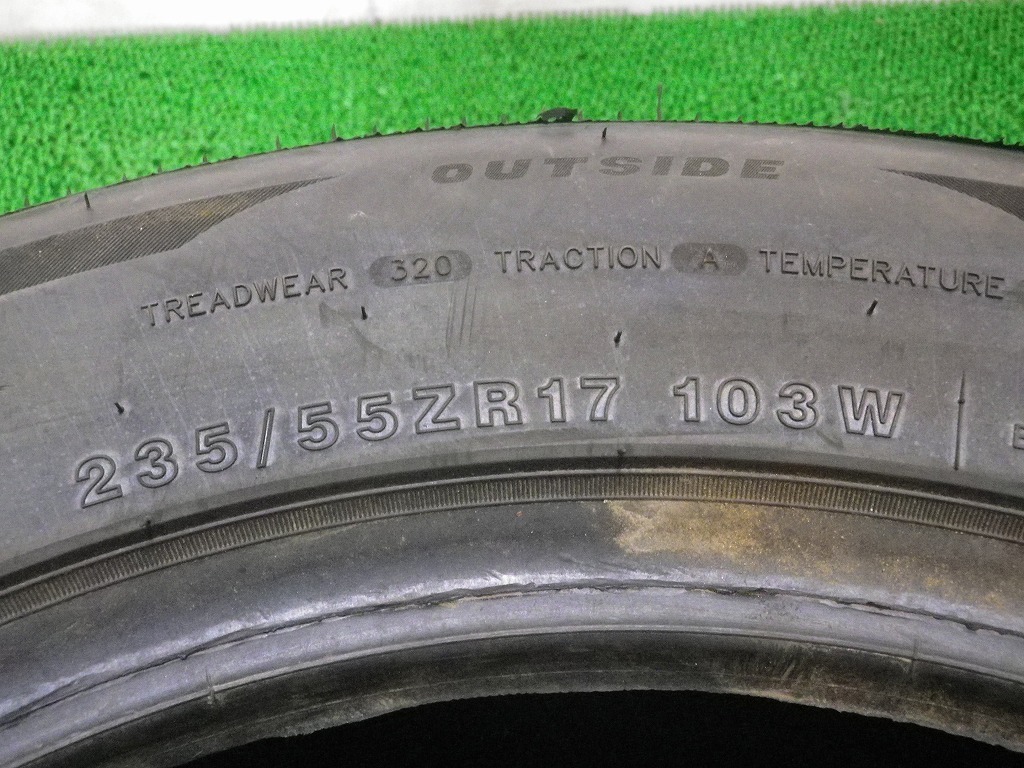 OUTSIDE
TREADWEAR 320 TRACTION A TEMPERATURE
235/55ZR17 103W